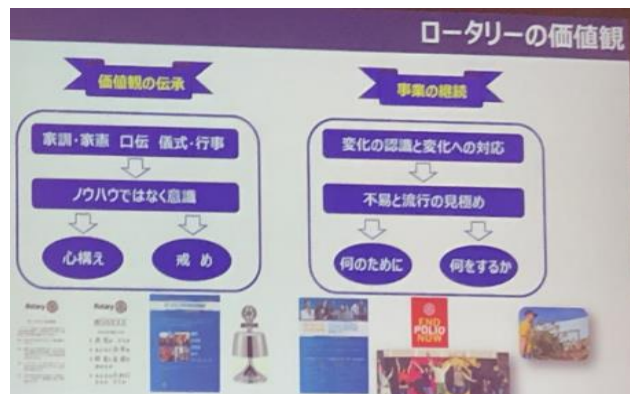 ロータリーの価値観
価値観の伝承
事業の継続
家訓・家憲 口伝 儀式・行事
ノウハウではなく意識
心構え
戒め
変化の認識と変化への対応
不易と流行の見極め
何のために
何をするか
Rotary
Rotary
END
POLIO
NOW